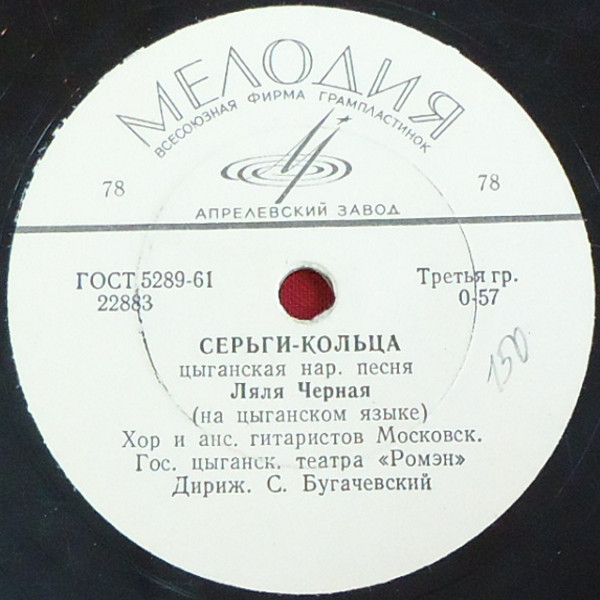 МЕЛОДИЯ
ВСЕСОЮЗНАЯ ФИРМА ГРАМПЛАСТИНОК
78 78
АПРЕЛЕВСКИЙ ЗАВОД
ГОСТ 5289-61 Третья гр.
22883 0-57
СЕРЬГИ-КОЛЬЦА
цыганская нар. песня
Ляля Черная
(на цыганском языке)
Хор и анс. гитаристов Московск.
Гос. цыганск. театра «Ромэн»
Дириж. С. Бугачевский
150